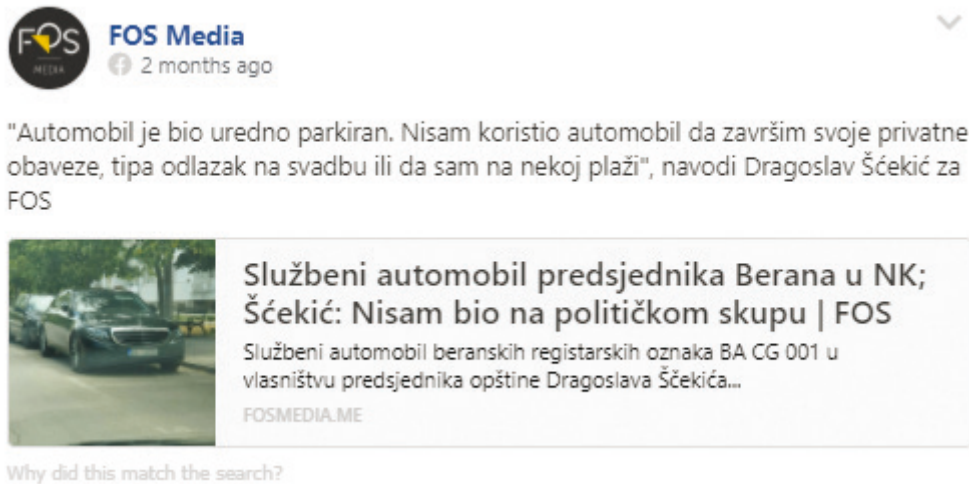 FOS
MEDIA
FOS Media
2 months ago
"Automobil je bio uredno parkiran. Nisam koristio automobil da završim svoje privatne
obaveze, tipa odlazak na svadbu ili da sam na nekoj plaži", navodi Dragoslav Šćekić za
FOS
Službeni automobil predsjednika Berana u NK;
Šćekić: Nisam bio na političkom skupu | FOS
Službeni automobil beranskih registarskih oznaka BA CG 001 u
vlasništvu predsjednika opštine Dragoslava Ščekića...
FOSMEDIA.ME
Why did this match the search?